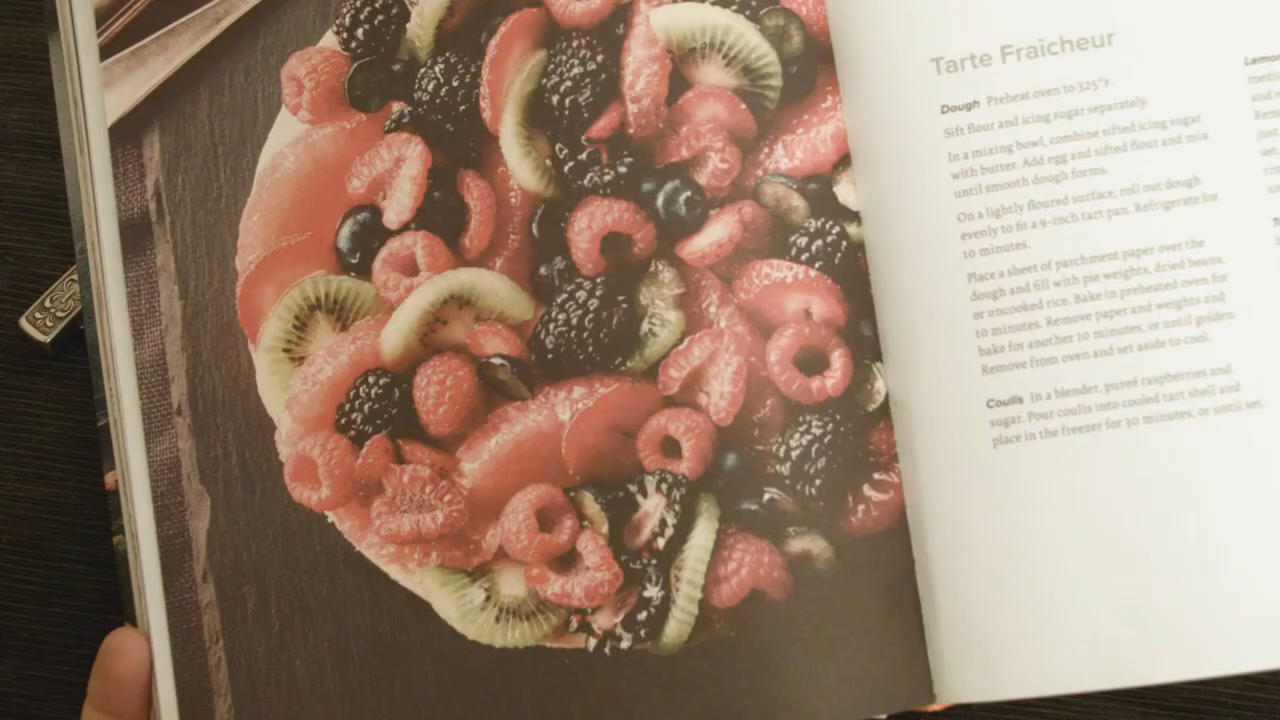 Tarte Fraîcheur
Dough Preheat oven to 325°F.
Sift flour and icing sugar separately.
In a mixing bowl, combine sifted icing sugar
with butter. Add egg and sifted flour and mix
until smooth dough forms.
On a lightly floured surface, roll out dough
evenly to fit a 9-inch tart pan. Refrigerate for
10 minutes.
Place a sheet of parchment paper over the
dough and fill with pie weights, dried beans,
or uncooked rice. Bake in preheated oven for
10 minutes. Remove paper and weights and
bake for another 10 minutes, or until golden.
Remove from oven and set aside to cool.
Coulis In a blender, pureé raspberries and
sugar. Pour coulis into cooled tart shell and
place in the freezer for 30 minutes, or until set.